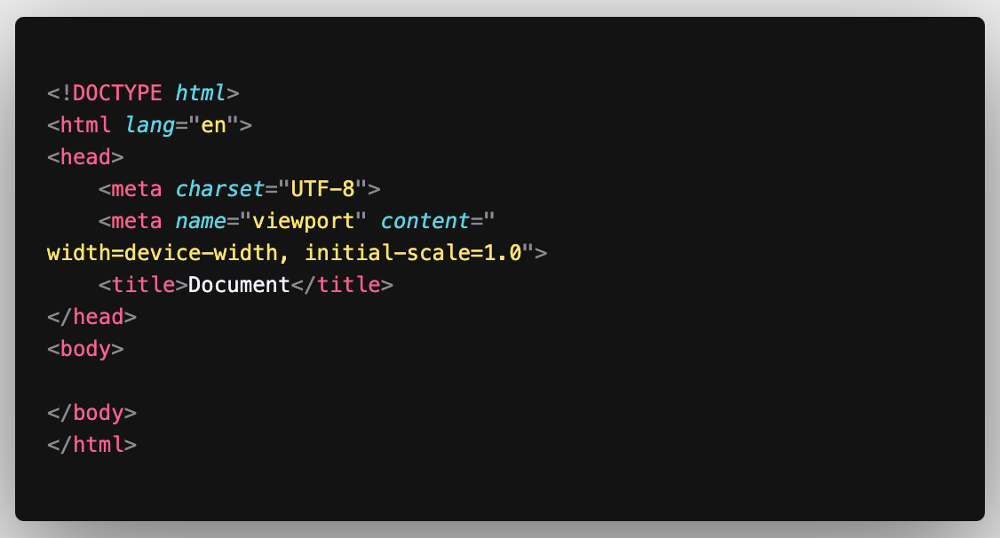 <!DOCTYPE html>
<html lang="en">
<head>
    <meta charset="UTF-8">
    <meta name="viewport" content="
width=device-width, initial-scale=1.0">
    <title>Document</title>
</head>
<body>

</body>
</html>